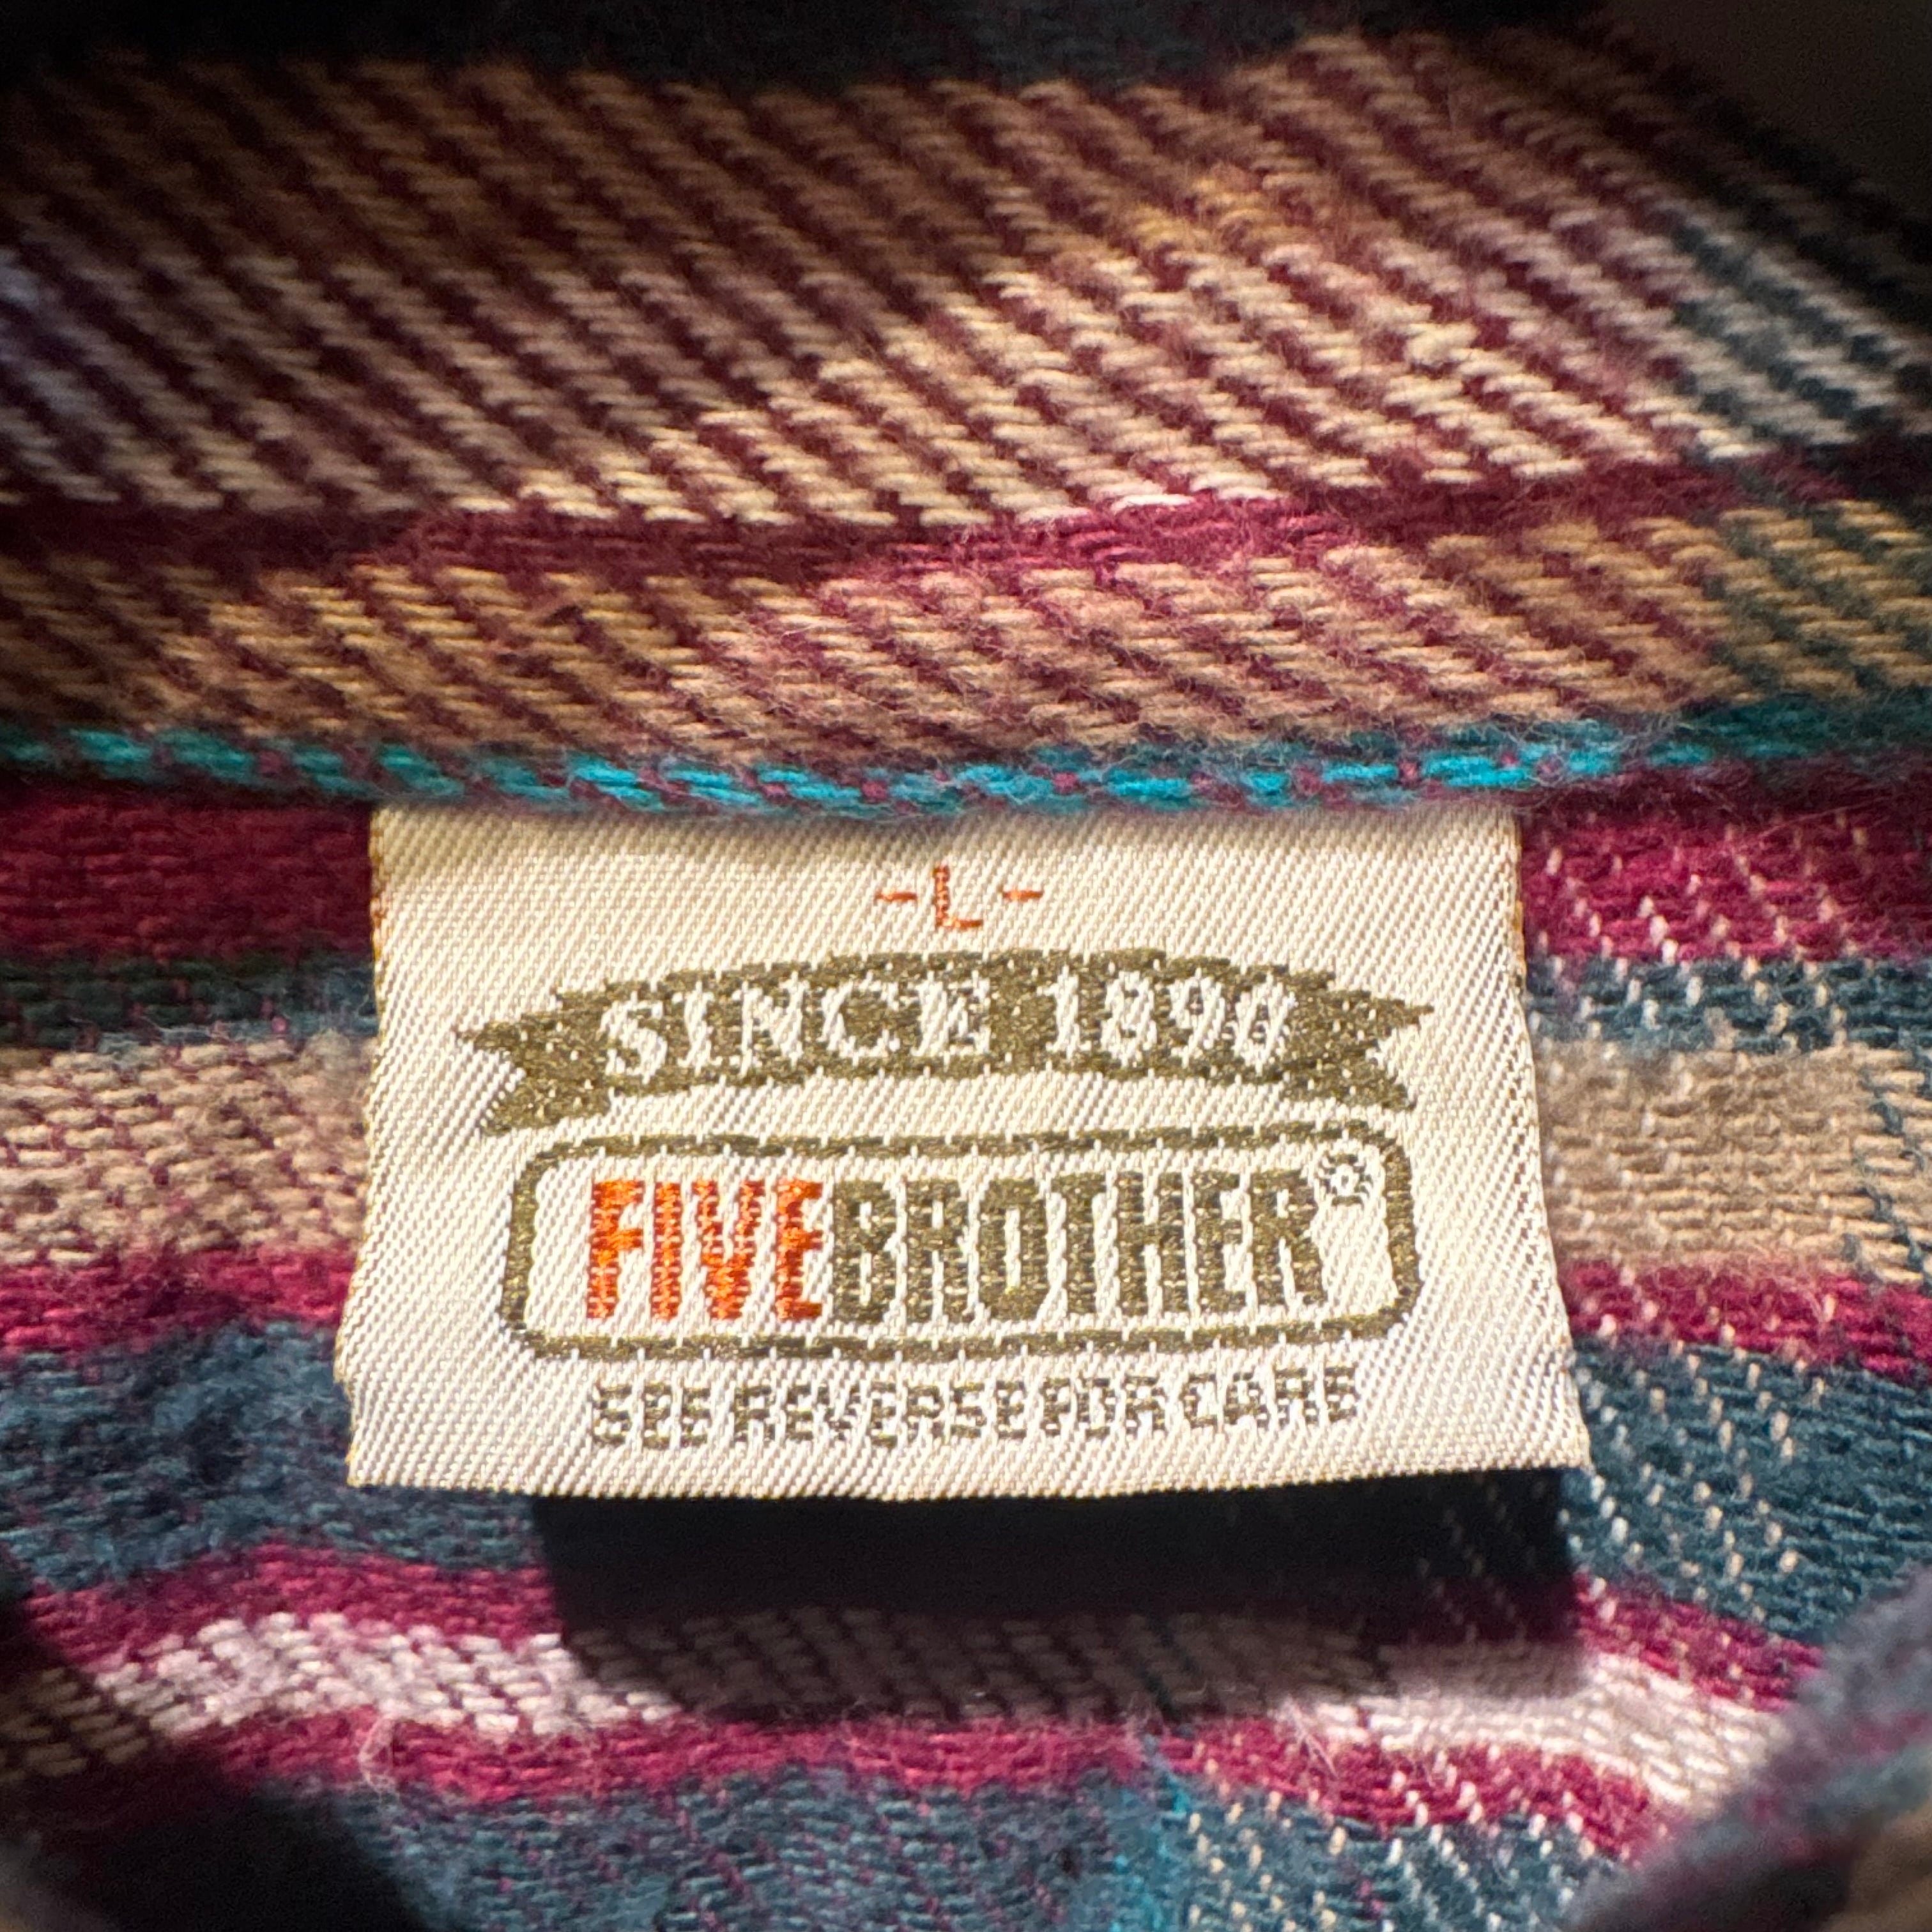 -L-
SINCE 1890
FIVEBROTHER®
SEE REVERSE FOR CARE